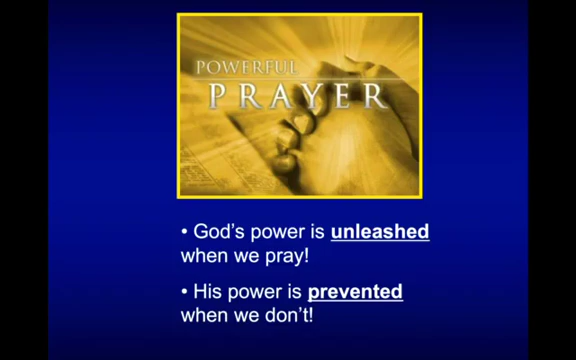 POWERFUL
PRAYER
• God’s power is unleashed
when we pray!
• His power is prevented
when we don’t!